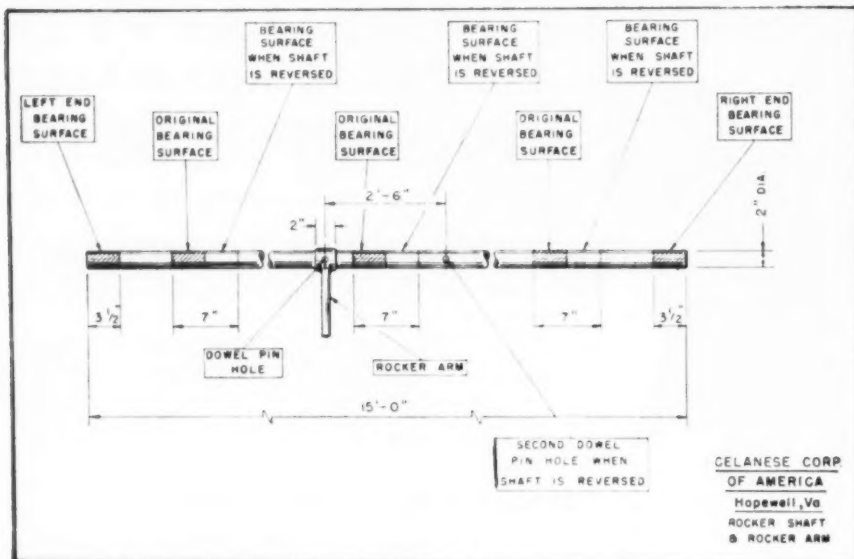 BEARING
SURFACE
WHEN SHAFT
IS REVERSED
BEARING
SURFACE
WHEN SHAFT
IS REVERSED
BEARING
SURFACE
WHEN SHAFT
IS REVERSED
LEFT END
BEARING
SURFACE
ORIGINAL
BEARING
SURFACE
ORIGINAL
BEARING
SURFACE
ORIGINAL
BEARING
SURFACE
RIGHT END
BEARING
SURFACE
2'-6"
2"
2" DIA.
3 1/2"
7"
7"
7"
3 1/2"
DOWEL PIN
HOLE
ROCKER ARM
15'-0"
SECOND DOWEL
PIN HOLE WHEN
SHAFT IS REVERSED
CELANESE CORP.
OF AMERICA
Hopewell, Va
ROCKER SHAFT
& ROCKER ARM